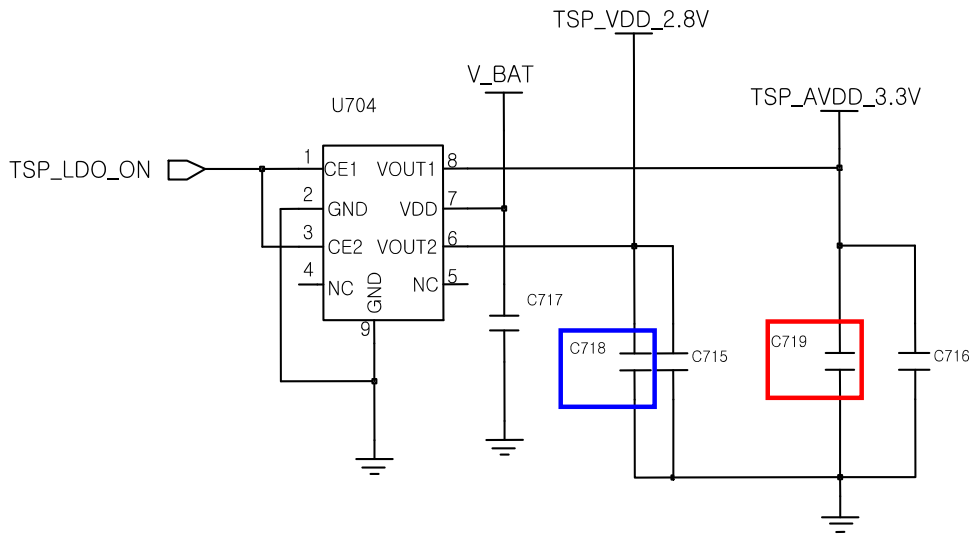 TSP_VDD_2.8V
V_BAT
TSP_AVDD_3.3V
U704
TSP_LDO_ON
1
CE1
VOUT1
8
2
GND
VDD
7
3
CE2
VOUT2
6
4
NC
GND
NC
5
9
C717
C718
C715
C719
C716